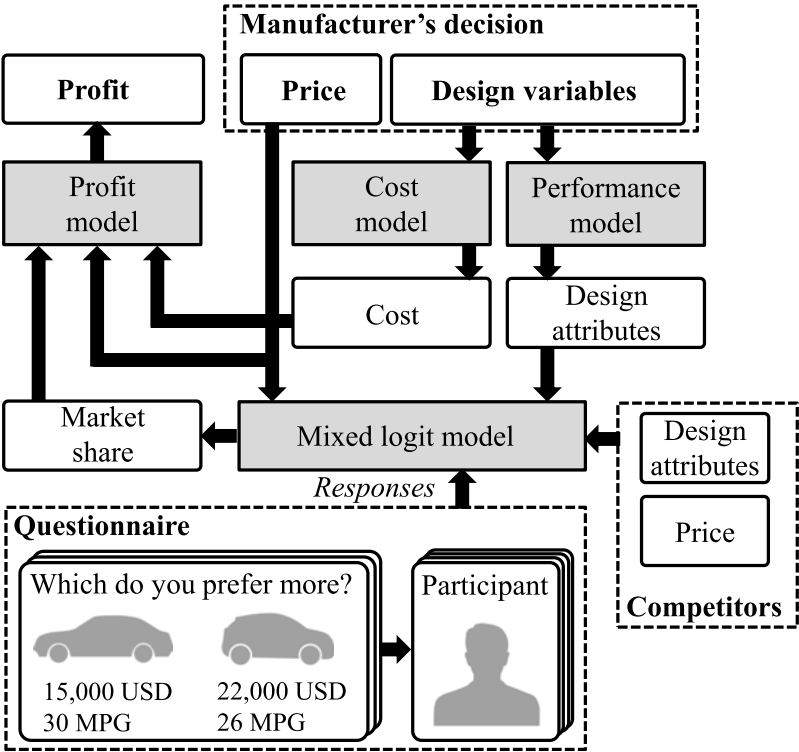 Manufacturer’s decision
Profit
Price
Design variables
Profit
model
Cost
model
Performance
model
Cost
Design
attributes
Market
share
Mixed logit model
Design
attributes
Price
Competitors
Responses
Questionnaire
Which do you prefer more?
15,000 USD
30 MPG
22,000 USD
26 MPG
Participant